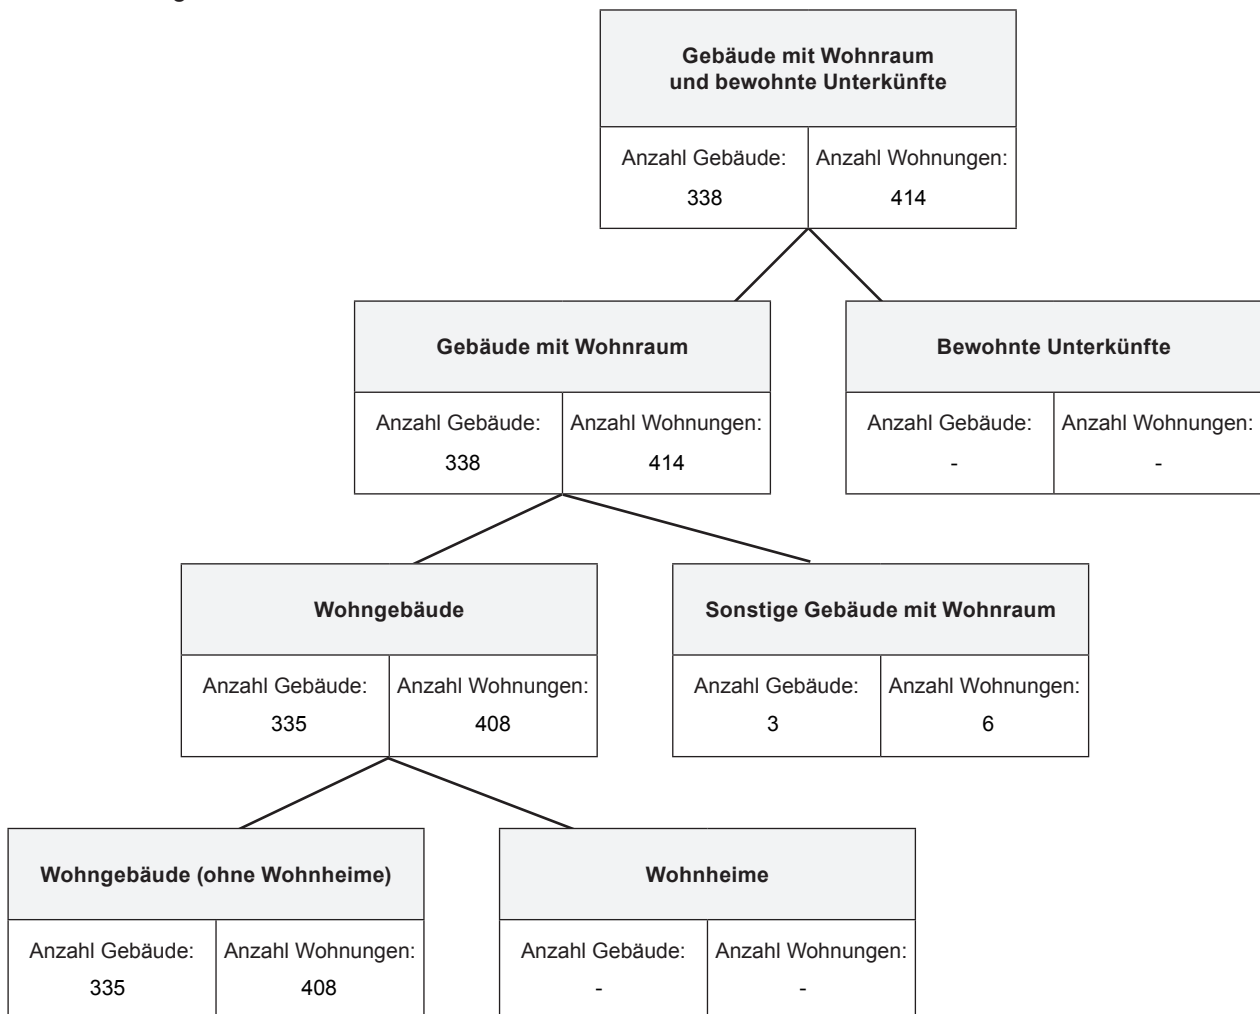 Gebäude mit Wohnraum
und bewohnte Unterkünfte
Anzahl Gebäude: Anzahl Wohnungen:
338 414
Gebäude mit Wohnraum
Anzahl Gebäude: Anzahl Wohnungen:
338 414
Bewohnte Unterkünfte
Anzahl Gebäude: Anzahl Wohnungen:
- -
Wohngebäude
Anzahl Gebäude: Anzahl Wohnungen:
335 408
Sonstige Gebäude mit Wohnraum
Anzahl Gebäude: Anzahl Wohnungen:
3 6
Wohngebäude (ohne Wohnheime)
Anzahl Gebäude: Anzahl Wohnungen:
335 408
Wohnheime
Anzahl Gebäude: Anzahl Wohnungen:
- -